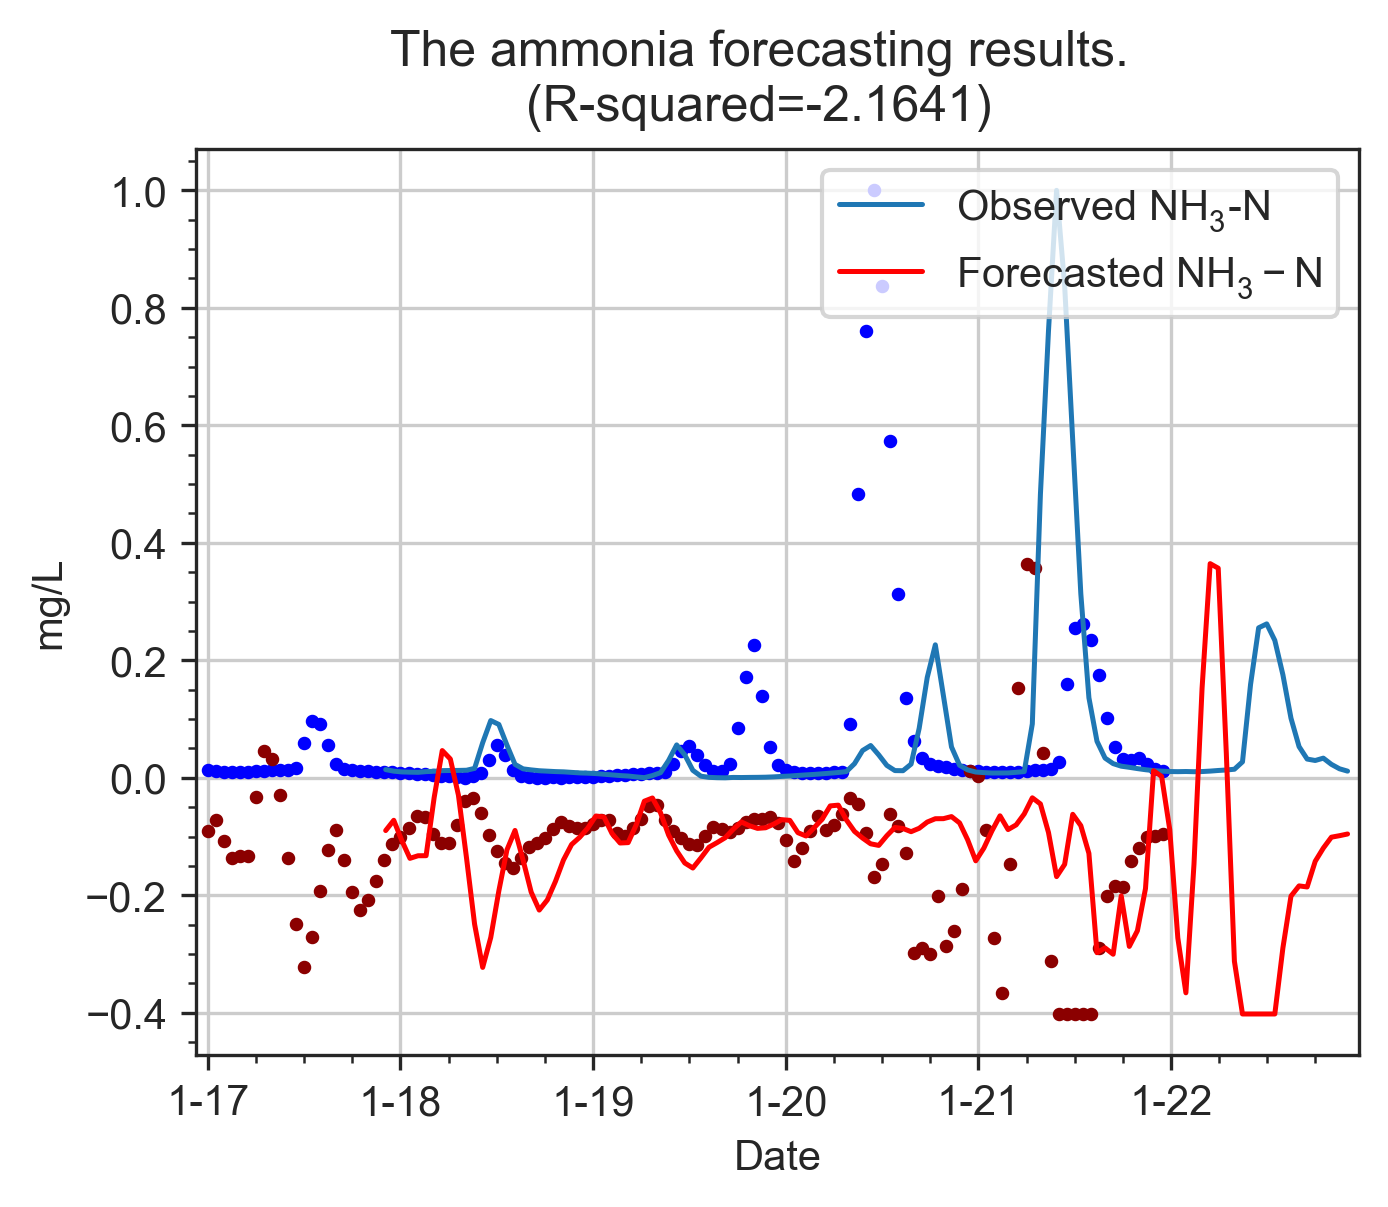 The ammonia forecasting results.
(R-squared=-2.1641)
Observed NH₃-N
Forecasted NH₃ − N
1.0
0.8
0.6
0.4
0.2
0.0
−0.2
−0.4
mg/L
1-17 1-18 1-19 1-20 1-21 1-22
Date